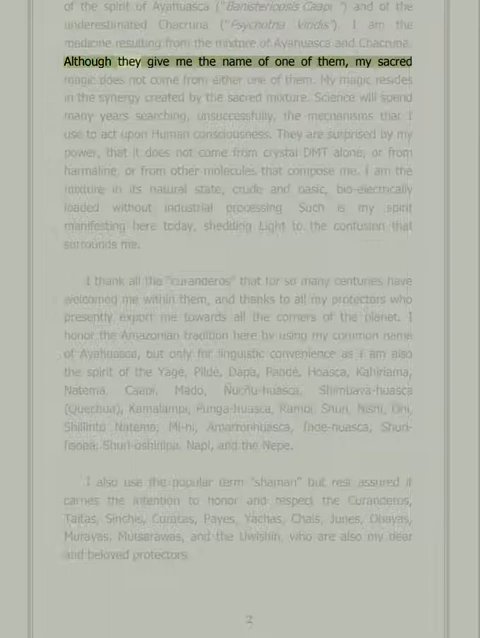 of the spirit of Ayahuasca ("Banisteriopsis Caapi ") and of the
underestimated Chacruna ("Psychotria Viridis"). I am the
medicine resulting from the mixture of Ayahuasca and Chacruna.
Although they give me the name of one of them, my sacred
magic does not come from either one of them. My magic resides
in the synergy created by the sacred mixture. Science will spend
many years searching, unsuccessfully, the mechanisms that I
use to act upon Human consciousness. They are surprised by my
power, that it does not come from crystal DMT alone, or from
harmaline, or from other molecules that compose me. I am the
mixture in its natural state, crude and basic, bio-electrically
loaded without industrial processing. Such is my spirit
manifesting here today, shedding Light to the confusion that
surrounds me.
I thank all the "curanderos" that for so many centuries have
welcomed me within them, and thanks to all my protectors who
presently export me towards all the corners of the planet. I
honor the Amazonian tradition here by using my common name
of Ayahuasca, but only for linguistic convenience as I am also
the spirit of the Yage, Pilde, Dapa, Hoasca, Kahiriama,
Natema, Caapi, Mado,
(Quechua), Kamalampi, Punga-huasca, Rambi, Shuri, Nishi, Oni,
Natema,
Napi, and the Nepe.
I also use the popular term "shaman" but rest assured it
carries the intention to honor and respect the Curanderos,
Taitas, Sinchis, Curacas, Payes, Yachas,
and the Uwishin, who are also my dear
and beloved protectors.
2